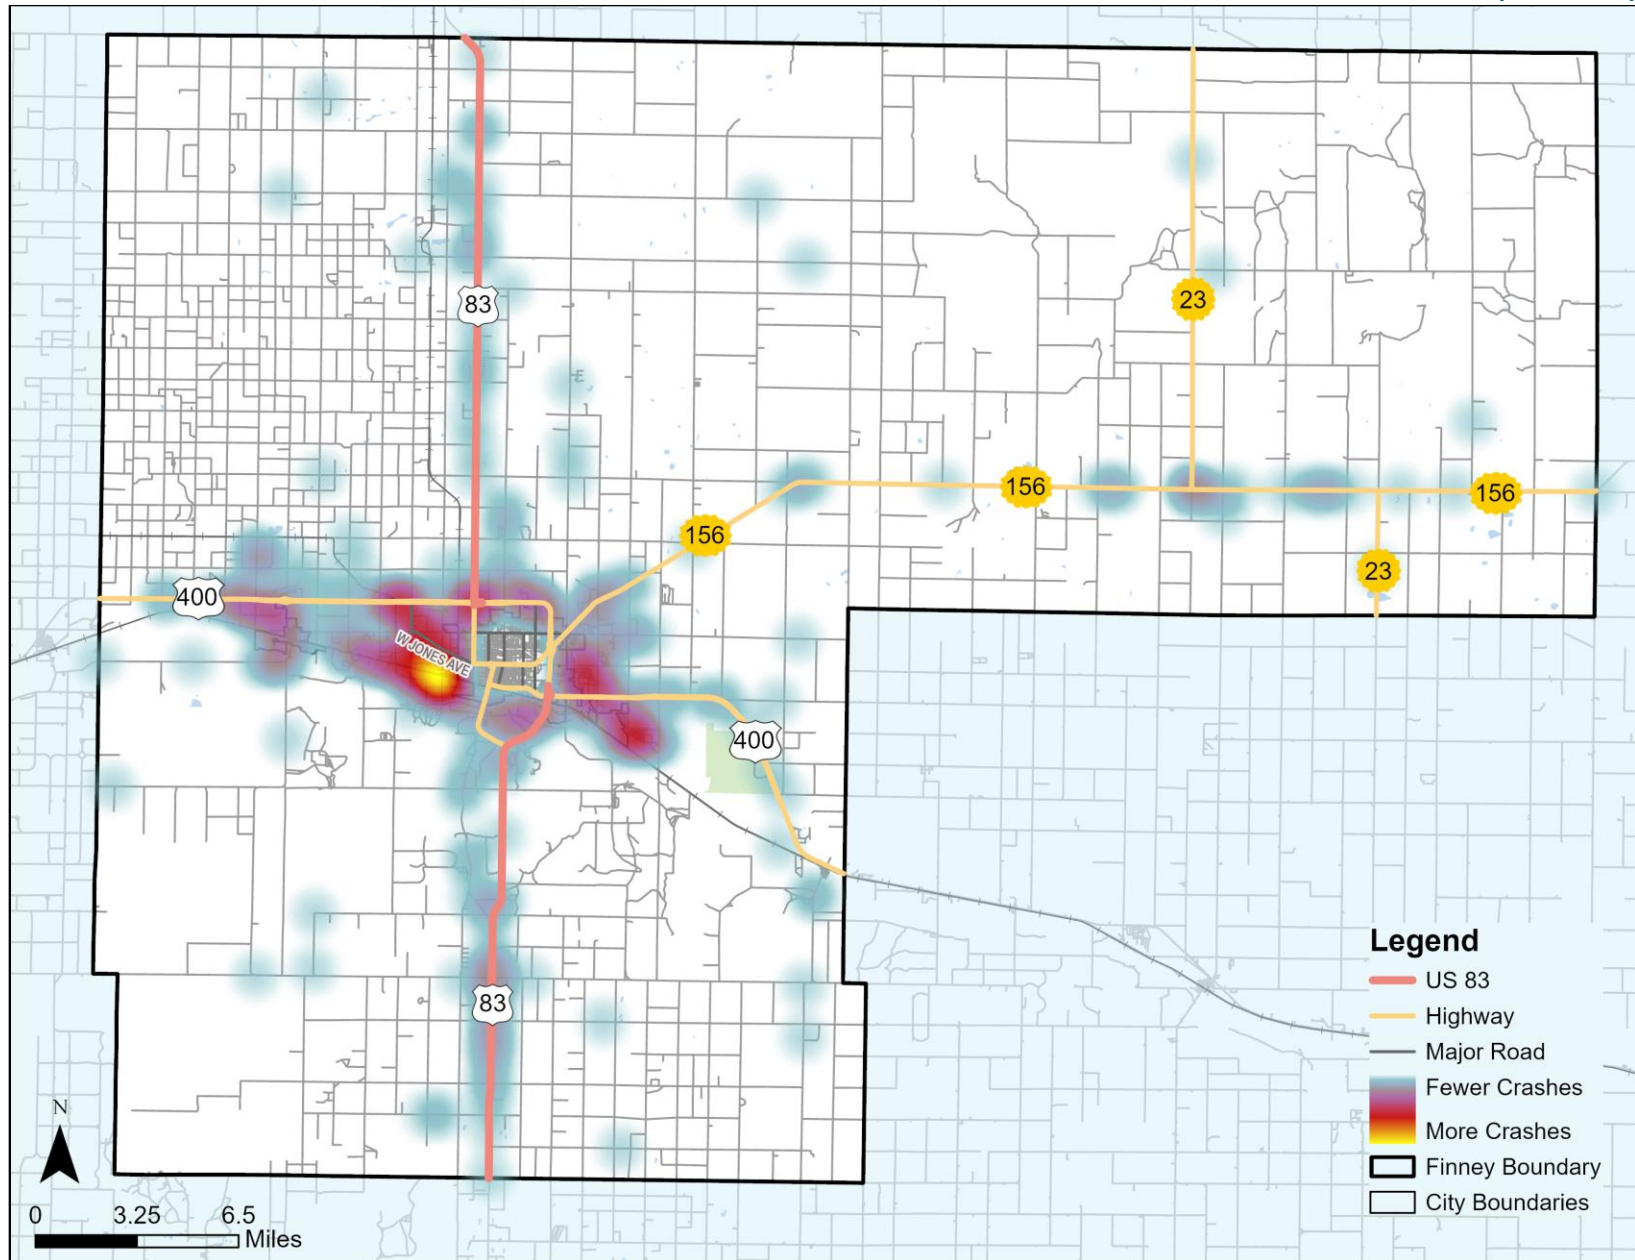 83
23
156
156
156
23
400
W JONES AVE
400
83
Legend
US 83
Highway
Major Road
Fewer Crashes
More Crashes
Finney Boundary
City Boundaries
N
0 3.25 6.5
Miles